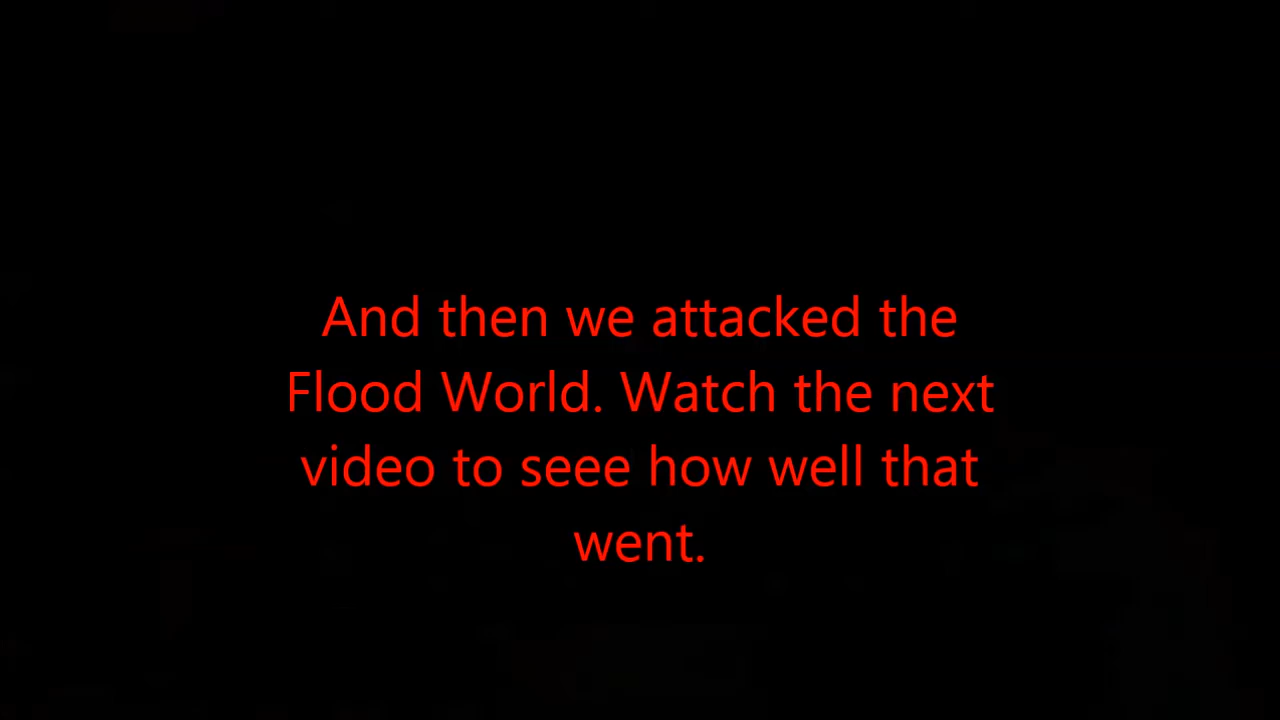 And then we attacked the
Flood World. Watch the next
video to seee how well that
went.